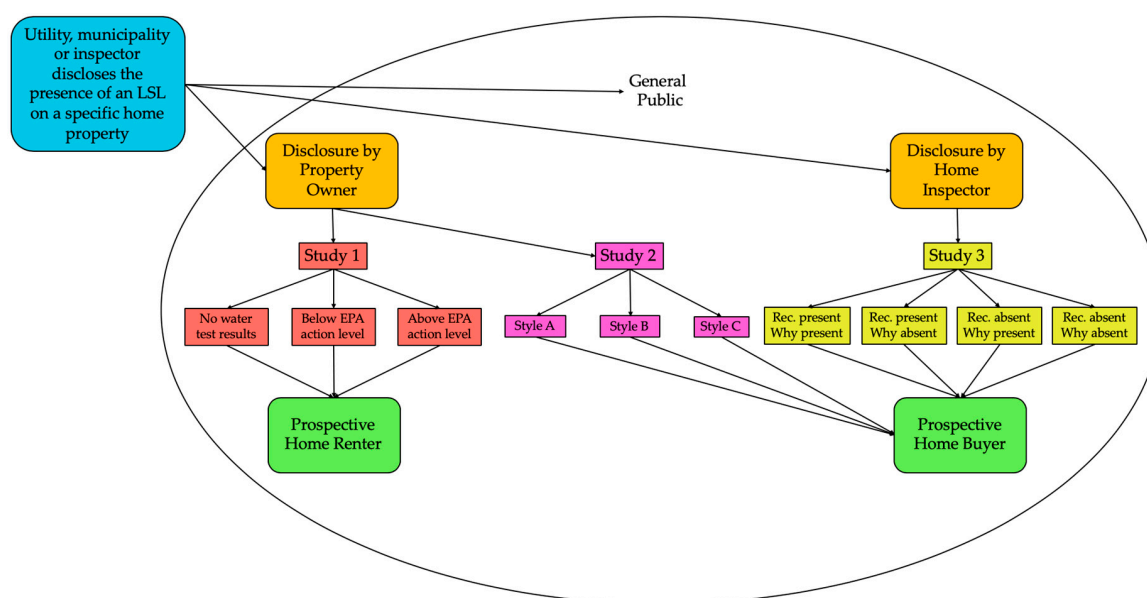 Utility, municipality
or inspector
discloses the
presence of an LSL
on a specific home
property
General
Public
Disclosure by
Property
Owner
Disclosure by
Home
Inspector
Study 1
Study 2
Study 3
No water
test results
Below EPA
action level
Above EPA
action level
Style A
Style B
Style C
Rec. present
Why present
Rec. present
Why absent
Rec. absent
Why present
Rec. absent
Why absent
Prospective
Home Renter
Prospective
Home Buyer